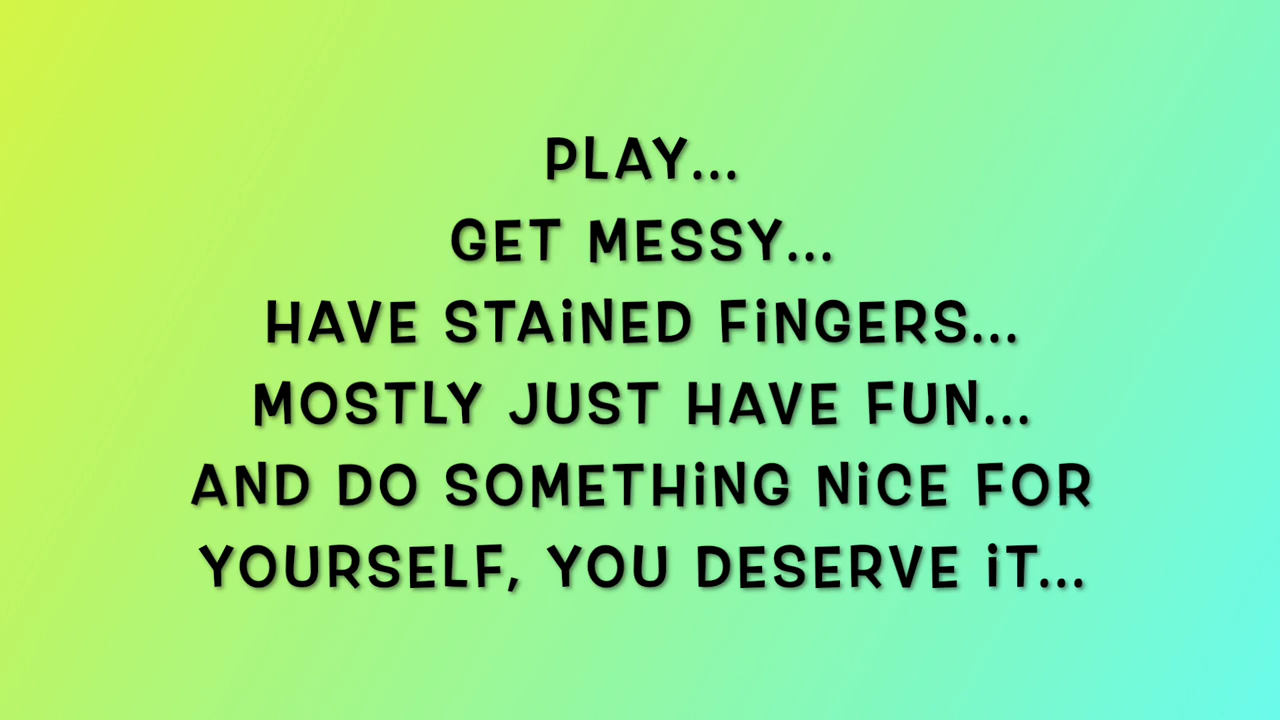 PLAY...
GET MESSY...
HAVE STAiNED FiNGERS...
MOSTLY JUST HAVE FUN...
AND DO SOMETHiNG NiCE FOR
YOURSELF, YOU DESERVE iT...